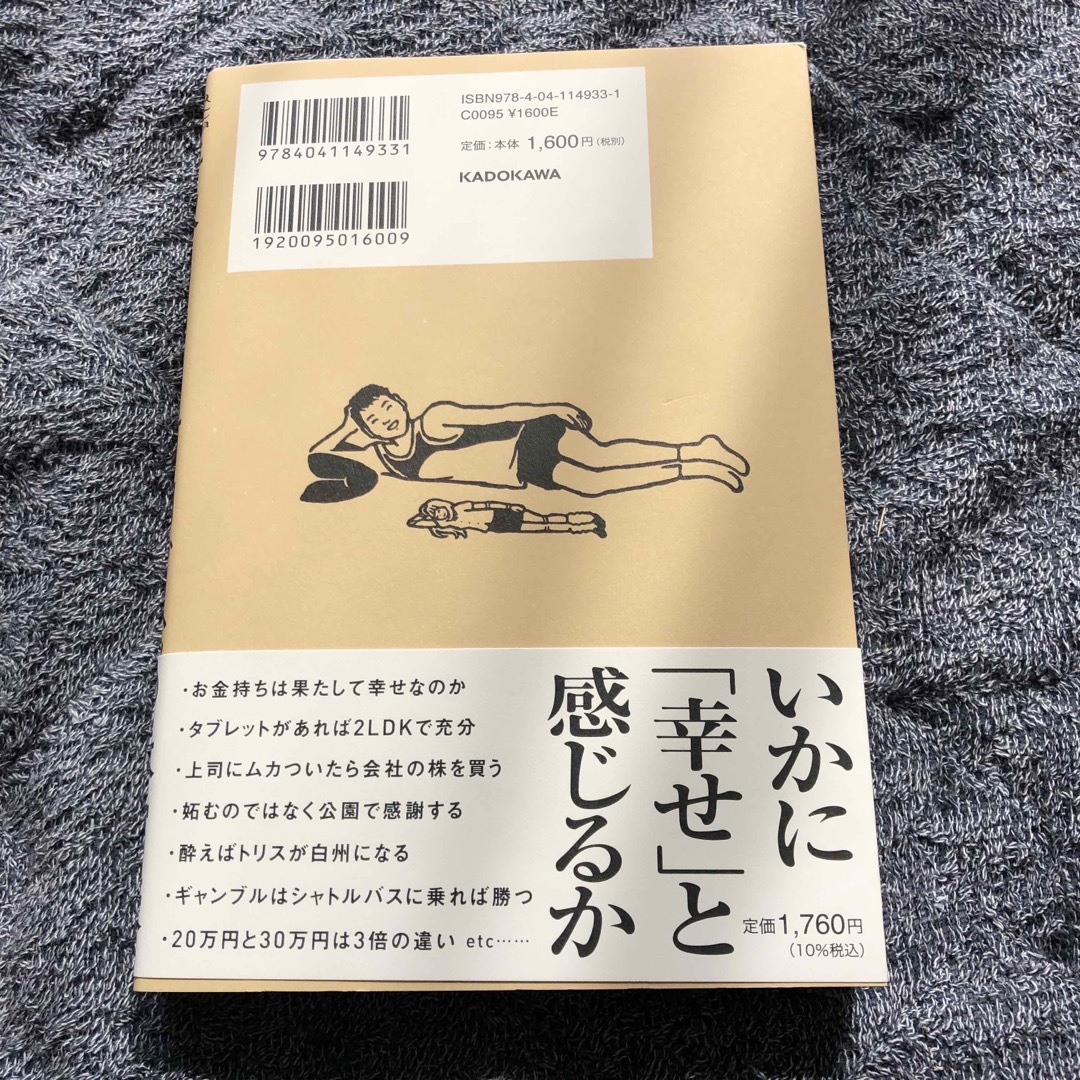 ISBN978-4-04-114933-1
C0095 ¥1600E
定価：本体 1,600円（税別）
KADOKAWA
9784041149331
1920095016009
いかに
「幸せ」と
感じるか
・お金持ちは果たして幸せなのか
・タブレットがあれば2LDKで充分
・上司にムカついたら会社の株を買う
・妬むのではなく公園で感謝する
・酔えばトリスが白州になる
・ギャンブルはシャトルバスに乗れば勝つ
・20万円と30万円は3倍の違い etc……
定価1,760円
（10%税込）